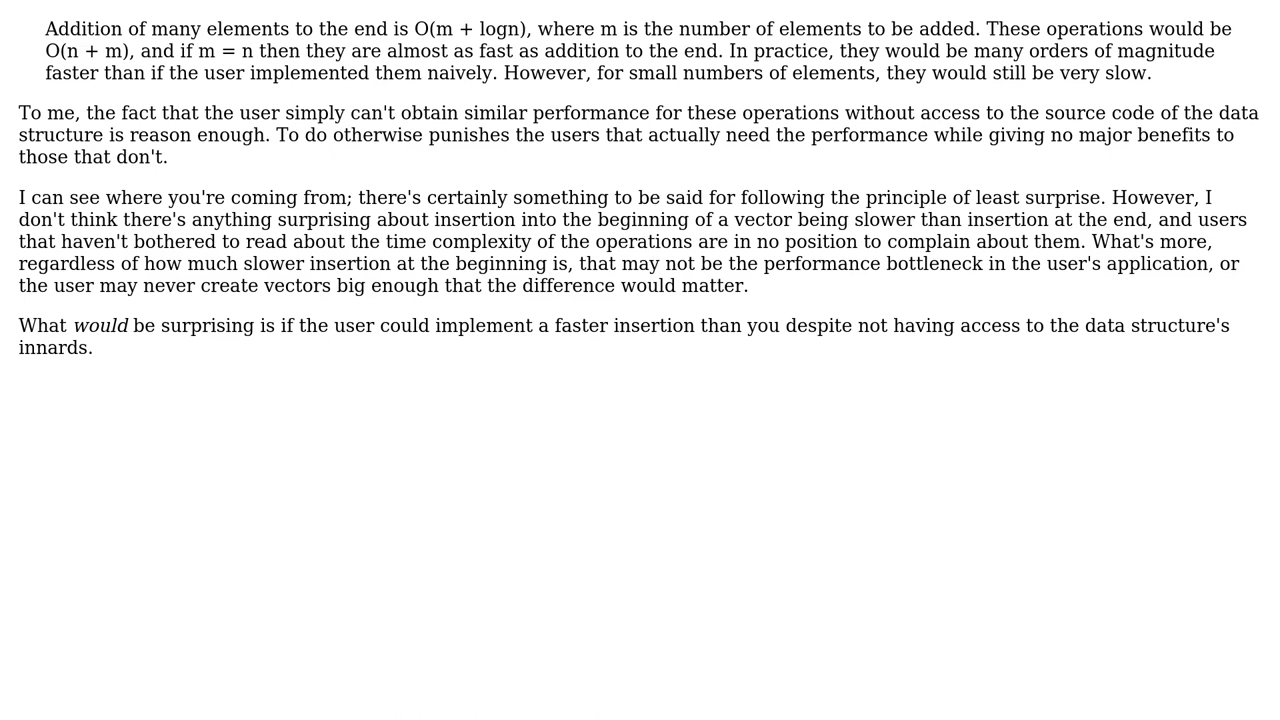 Addition of many elements to the end is O(m + logn), where m is the number of elements to be added. These operations would be
O(n + m), and if m = n then they are almost as fast as addition to the end. In practice, they would be many orders of magnitude
faster than if the user implemented them naively. However, for small numbers of elements, they would still be very slow.
To me, the fact that the user simply can't obtain similar performance for these operations without access to the source code of the data
structure is reason enough. To do otherwise punishes the users that actually need the performance while giving no major benefits to
those that don't.
I can see where you're coming from; there's certainly something to be said for following the principle of least surprise. However, I
don't think there's anything surprising about insertion into the beginning of a vector being slower than insertion at the end, and users
that haven't bothered to read about the time complexity of the operations are in no position to complain about them. What's more,
regardless of how much slower insertion at the beginning is, that may not be the performance bottleneck in the user's application, or
the user may never create vectors big enough that the difference would matter.
What would be surprising is if the user could implement a faster insertion than you despite not having access to the data structure's
innards.